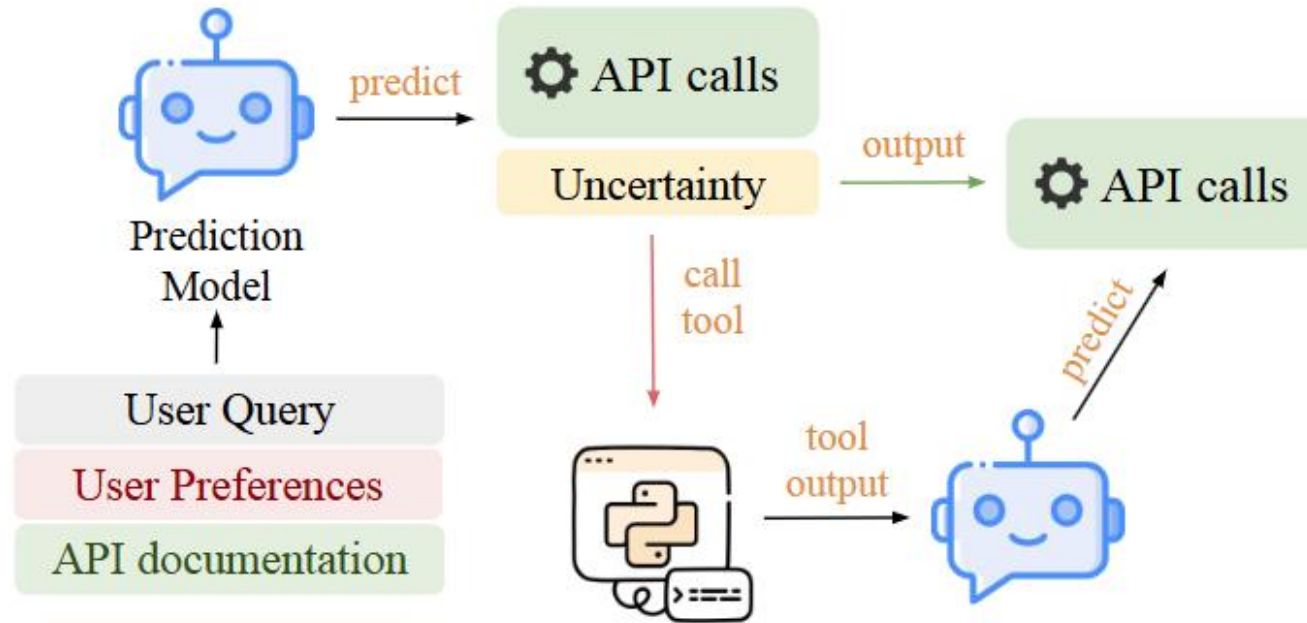 predict
API calls
Uncertainty
output
API calls
Prediction
Model
call
tool
predict
User Query
User Preferences
API documentation
tool
output